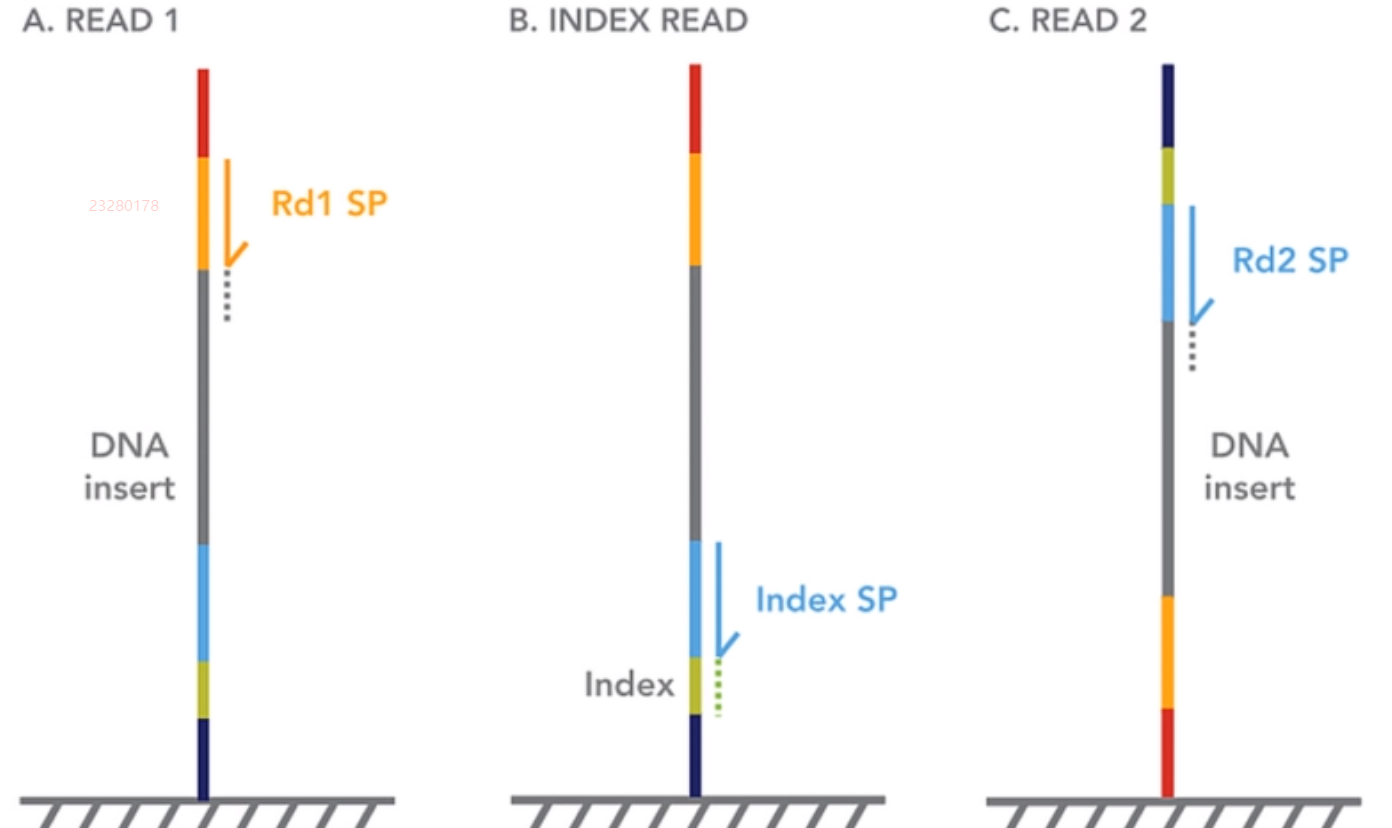 A. READ 1
B. INDEX READ
C. READ 2
23280178
Rd1 SP
Rd2 SP
DNA
insert
DNA
insert
Index SP
Index